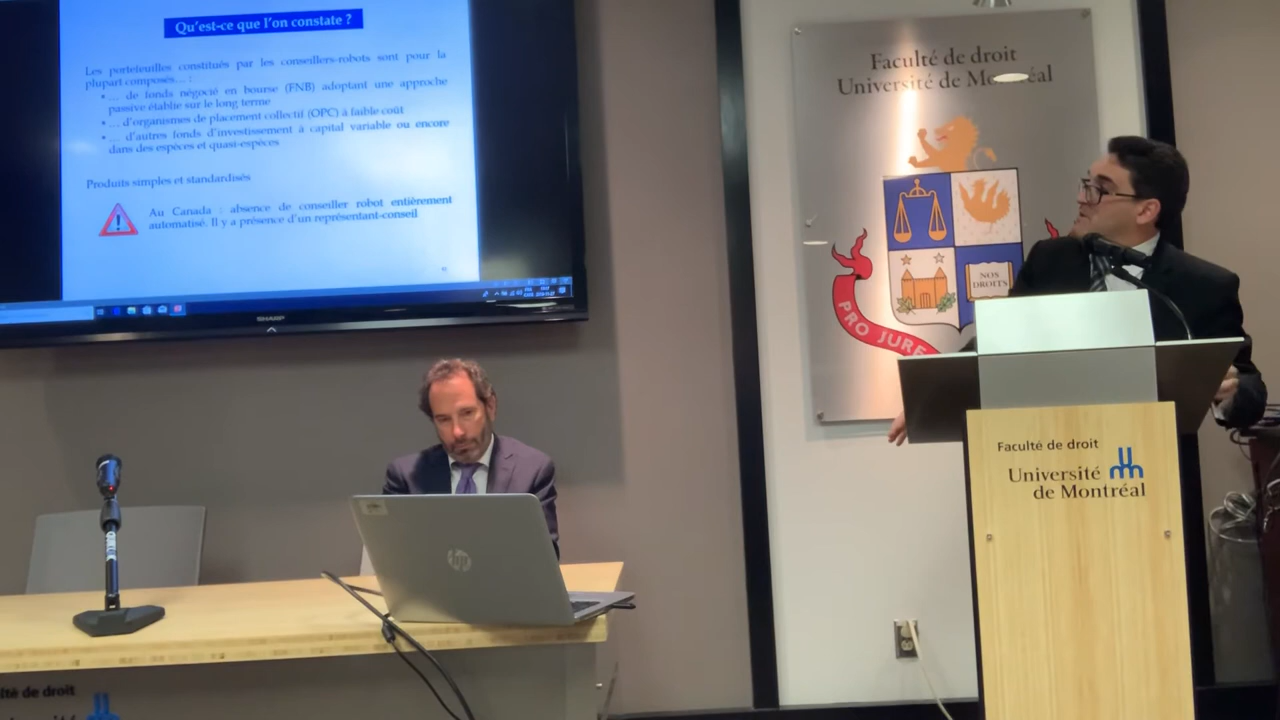 Qu'est-ce que l'on constate ?
Les portefeuilles constitués par les conseillers-robots sont pour la
plupart composés… :
• … de fonds négocié en bourse (FNB) adoptant une approche
passive établie sur le long terme
• … d'organismes de placement collectif (OPC) à faible coût
• … d'autres fonds d'investissement à capital variable ou encore
dans des espèces et quasi-espèces
Produits simples et standardisés
Au Canada : absence de conseiller robot entièrement
automatisé. Il y a présence d'un représentant-conseil
SHARP
Faculté de droit
Université de Montréal
NOS
DROITS
PRO JURE
hp
Faculté de droit
Université
de Montréal
lté de droit